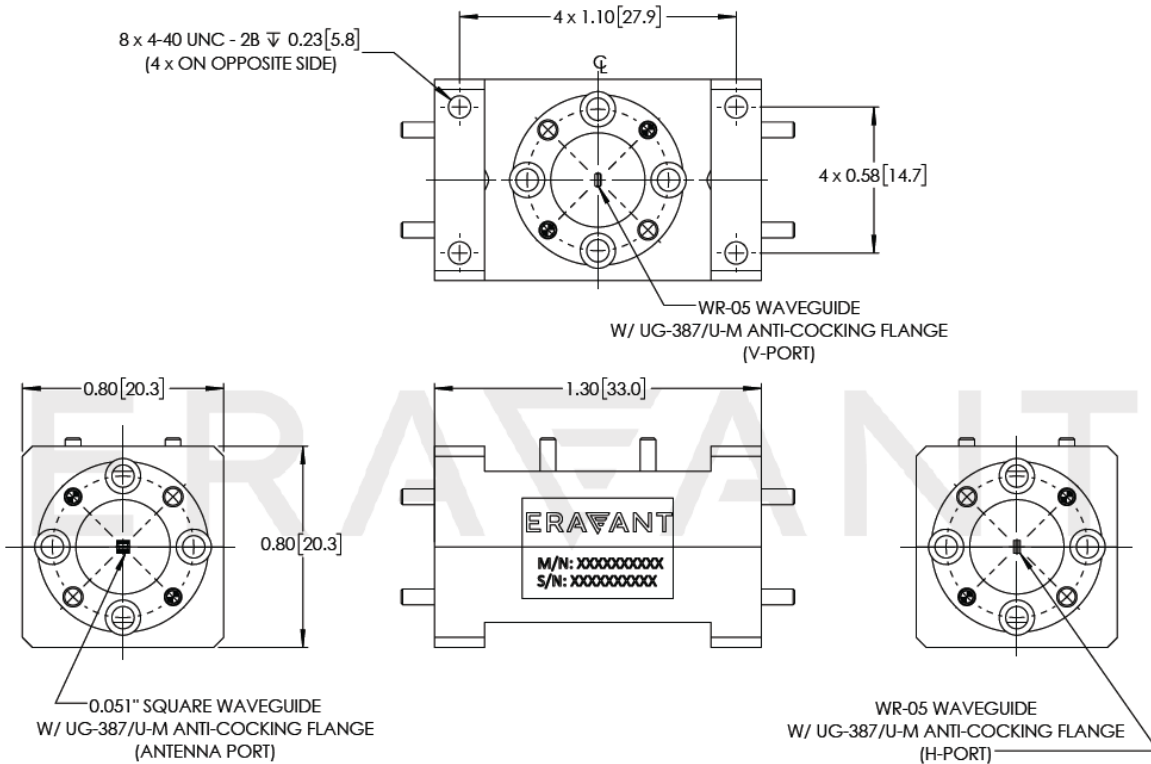 4 x 1.10[27.9]
8 x 4-40 UNC - 2B ↧ 0.23[5.8]
(4 x ON OPPOSITE SIDE)
℄
4 x 0.58[14.7]
WR-05 WAVEGUIDE
W/ UG-387/U-M ANTI-COCKING FLANGE
(V-PORT)
0.80[20.3]
1.30[33.0]
ERAVANT
ERAVANT
0.80[20.3]
M/N: XXXXXXXXXX
S/N: XXXXXXXXXX
0.051" SQUARE WAVEGUIDE
W/ UG-387/U-M ANTI-COCKING FLANGE
(ANTENNA PORT)
WR-05 WAVEGUIDE
W/ UG-387/U-M ANTI-COCKING FLANGE
(H-PORT)